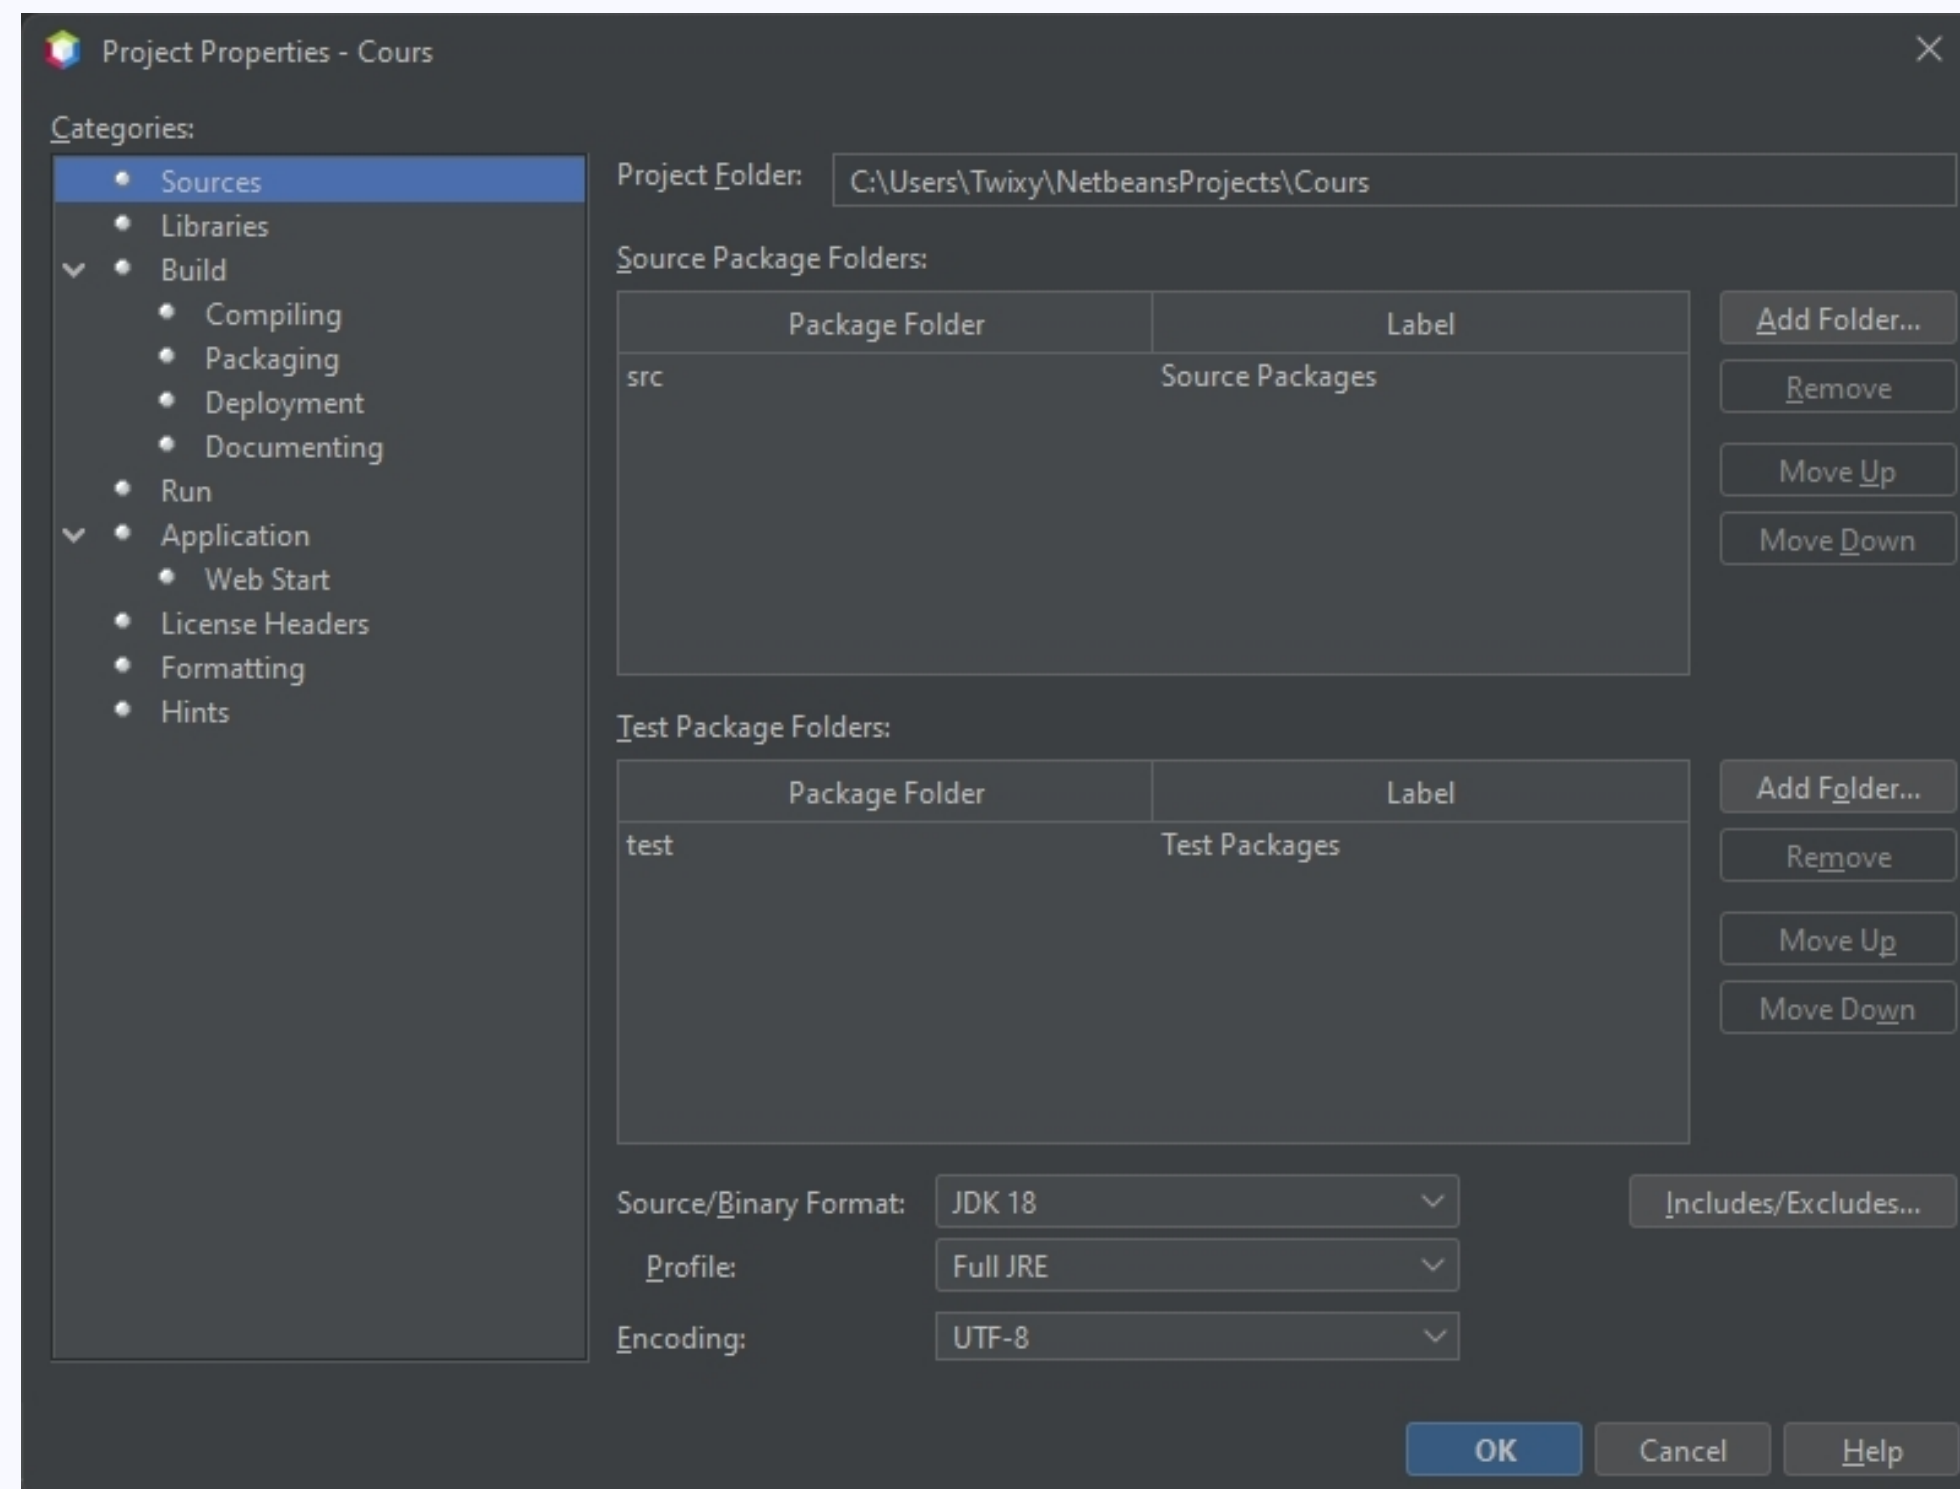 Project Properties - Cours
Categories:
Sources
Libraries
Build
Compiling
Packaging
Deployment
Documenting
Run
Application
Web Start
License Headers
Formatting
Hints
Project Folder: C:\Users\Twixy\NetbeansProjects\Cours
Source Package Folders:
Package Folder Label
src Source Packages
Add Folder...
Remove
Move Up
Move Down
Test Package Folders:
Package Folder Label
test Test Packages
Add Folder...
Remove
Move Up
Move Down
Source/Binary Format: JDK 18 Includes/Excludes...
Profile: Full JRE
Encoding: UTF-8
OK Cancel Help